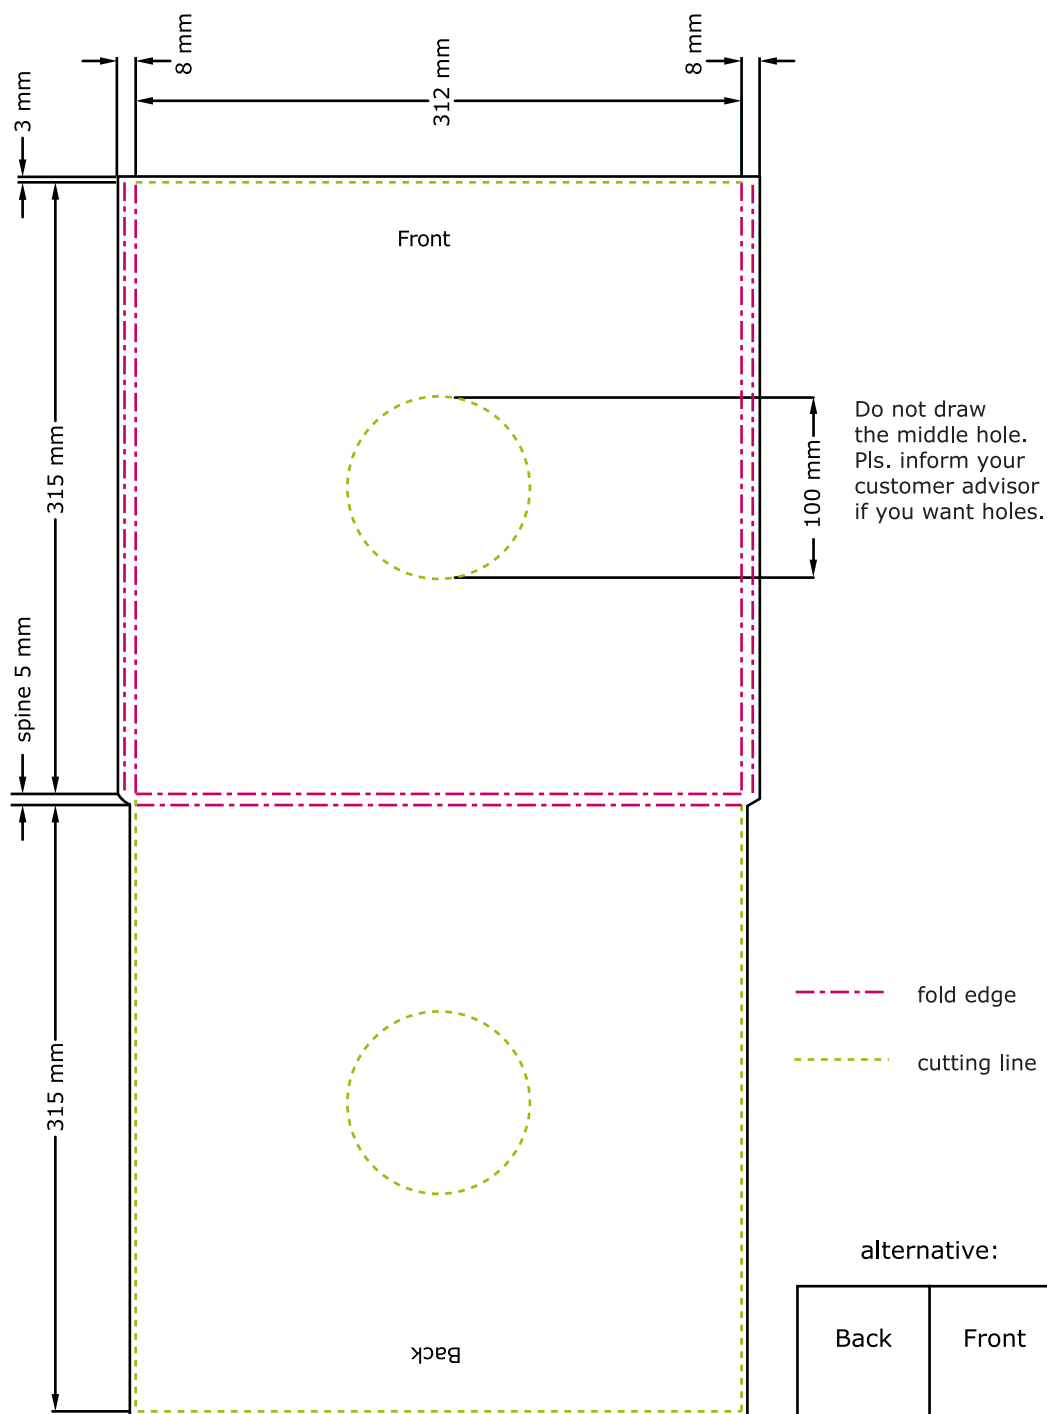 8 mm
312 mm
8 mm
3 mm
Front
315 mm
100 mm
Do not draw
the middle hole.
Pls. inform your
customer advisor
if you want holes.
spine 5 mm
fold edge
cutting line
315 mm
alternative:
Back
Front
Back